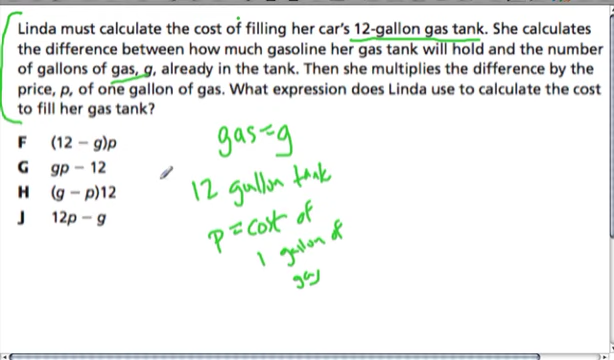 Linda must calculate the cost of filling her car's 12-gallon gas tank. She calculates
the difference between how much gasoline her gas tank will hold and the number
of gallons of gas, g, already in the tank. Then she multiplies the difference by the
price, p, of one gallon of gas. What expression does Linda use to calculate the cost
to fill her gas tank?
F (12 – g)p
G gp – 12
H (g – p)12
J 12p – g
gas=g
12 gallon tank
p=cost of
1 gallon of
gas